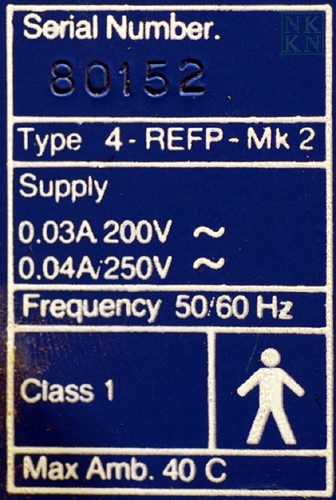 Serial Number.
NK
KN
80152
Type 4-REFP-Mk 2
Supply
0.03A 200V ~
0.04A/250V ~
Frequency 50/60 Hz
Class 1
Max Amb. 40 C